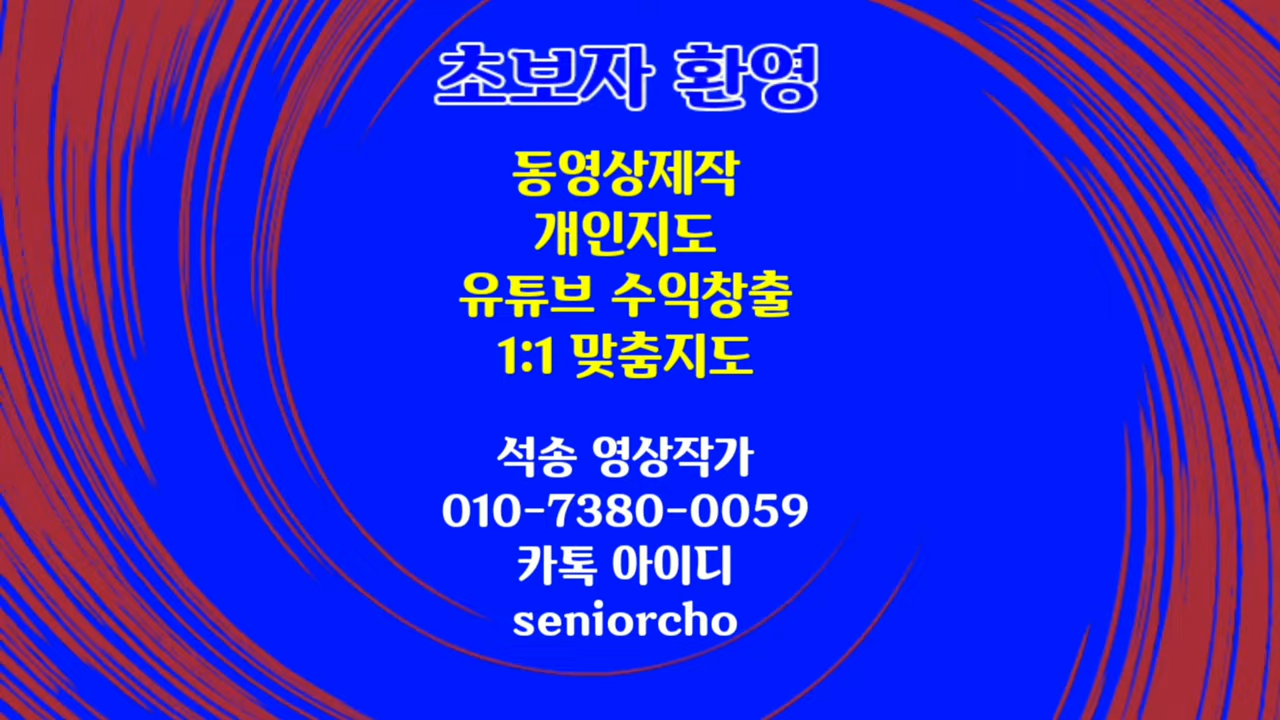 초보자 환영
동영상제작
개인지도
유튜브 수익창출
1:1 맞춤지도
석송 영상작가
010-7380-0059
카톡 아이디
seniorcho